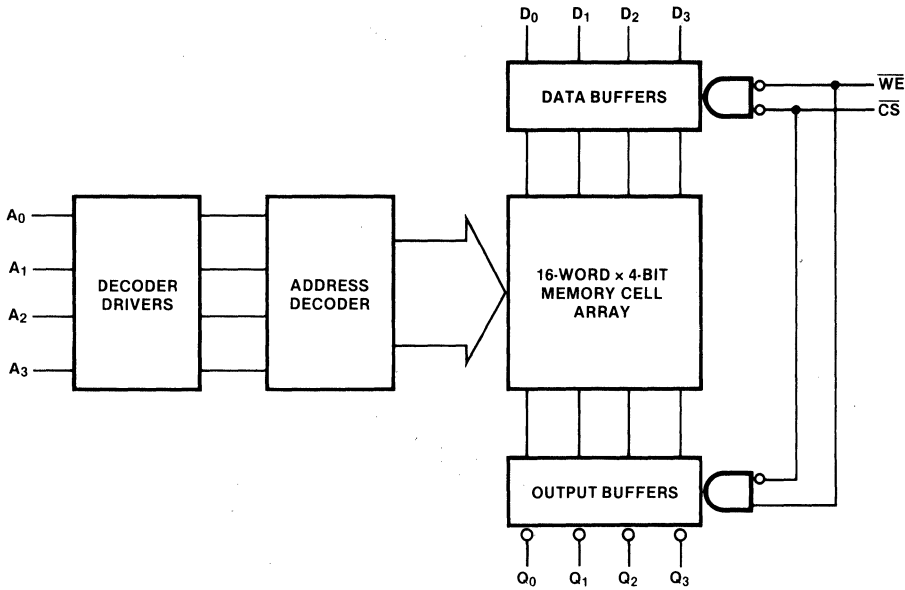 D0 D1 D2 D3
DATA BUFFERS
WE
CS
A0
A1
A2
A3
DECODER
DRIVERS
ADDRESS
DECODER
16-WORD × 4-BIT
MEMORY CELL
ARRAY
OUTPUT BUFFERS
Q0 Q1 Q2 Q3